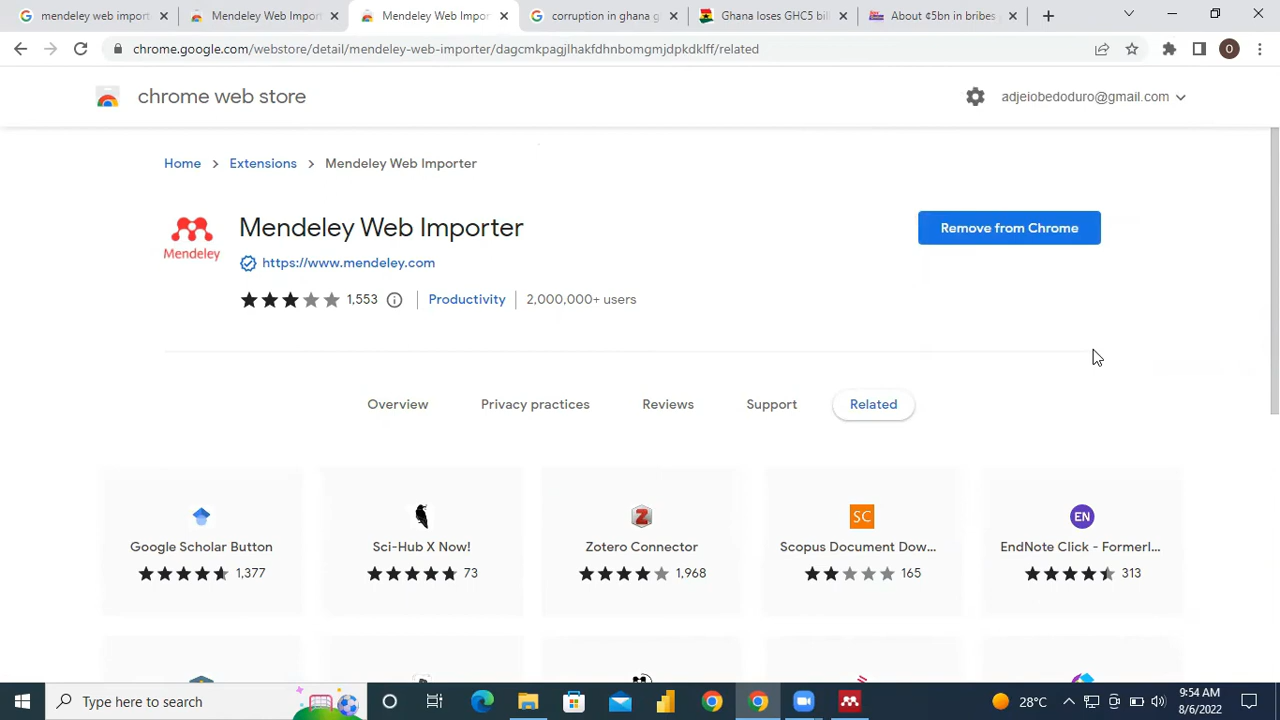 mendeley web import
Mendeley Web Import
Mendeley Web Impor
corruption in ghana g
Ghana loses GHC5 bil
About ¢5bn in bribes
chrome.google.com/webstore/detail/mendeley-web-importer/dagcmkpagjlhakfdhnbomgmjdpkdklff/related
O
chrome web store
adjeiobedoduro@gmail.com
Home > Extensions > Mendeley Web Importer
Mendeley Web Importer
Remove from Chrome
Mendeley
https://www.mendeley.com
1,553
Productivity
2,000,000+ users
Overview
Privacy practices
Reviews
Support
Related
SC
EN
Google Scholar Button
Sci-Hub X Now!
Zotero Connector
Scopus Document Dow...
EndNote Click - Formerl...
1,377
73
1,968
165
313
Type here to search
28°C
9:54 AM
8/6/2022